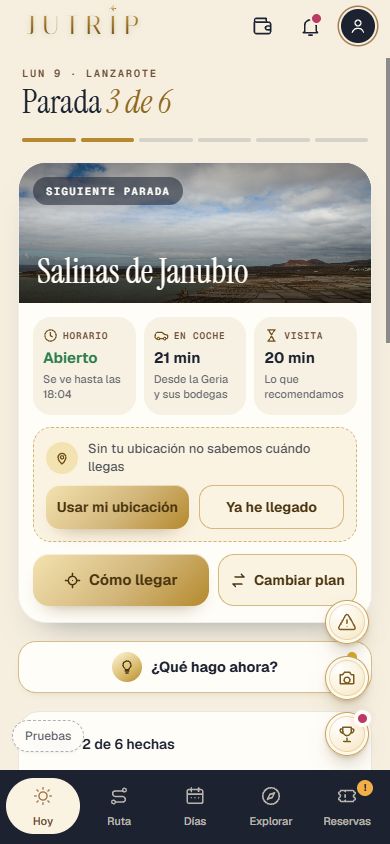 JUTRIP
LUN 9 · LANZAROTE
Parada 3 de 6
SIGUIENTE PARADA
Salinas de Janubio
HORARIO
Abierto
Se ve hasta las
18:04
EN COCHE
21 min
Desde la Geria
y sus bodegas
VISITA
20 min
Lo que
recomendamos
Sin tu ubicación no sabemos cuándo
llegas
Usar mi ubicación
Ya he llegado
Cómo llegar
Cambiar plan
¿Qué hago ahora?
Pruebas
2 de 6 hechas
Hoy
Ruta
Días
Explorar
!
Reservas